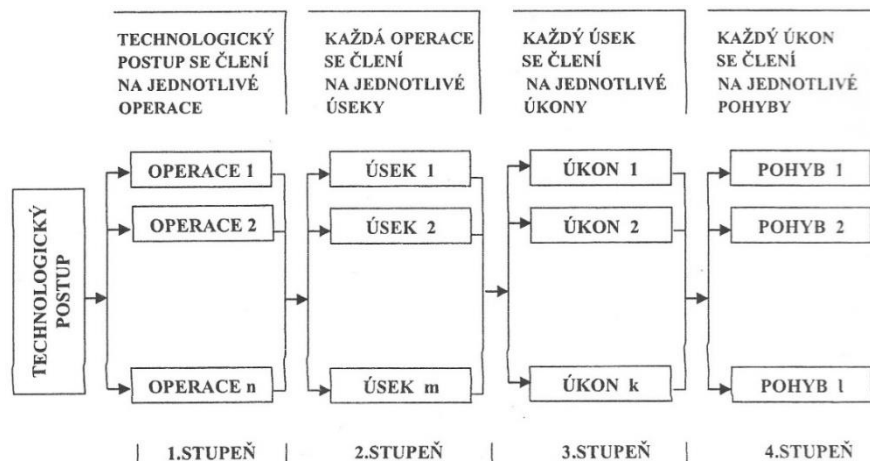 TECHNOLOGICKÝ
POSTUP SE ČLENÍ
NA JEDNOTLIVÉ
OPERACE
KAŽDÁ OPERACE
SE ČLENÍ
NA JEDNOTLIVÉ
ÚSEKY
KAŽDÝ ÚSEK
SE ČLENÍ
NA JEDNOTLIVÉ
ÚKONY
KAŽDÝ ÚKON
SE ČLENÍ
NA JEDNOTLIVÉ
POHYBY
TECHNOLOGICKÝ
POSTUP
OPERACE 1
OPERACE 2
OPERACE n
ÚSEK 1
ÚSEK 2
ÚSEK m
ÚKON 1
ÚKON 2
ÚKON k
POHYB 1
POHYB 2
POHYB l
1.STUPEŇ
2.STUPEŇ
3.STUPEŇ
4.STUPEŇ